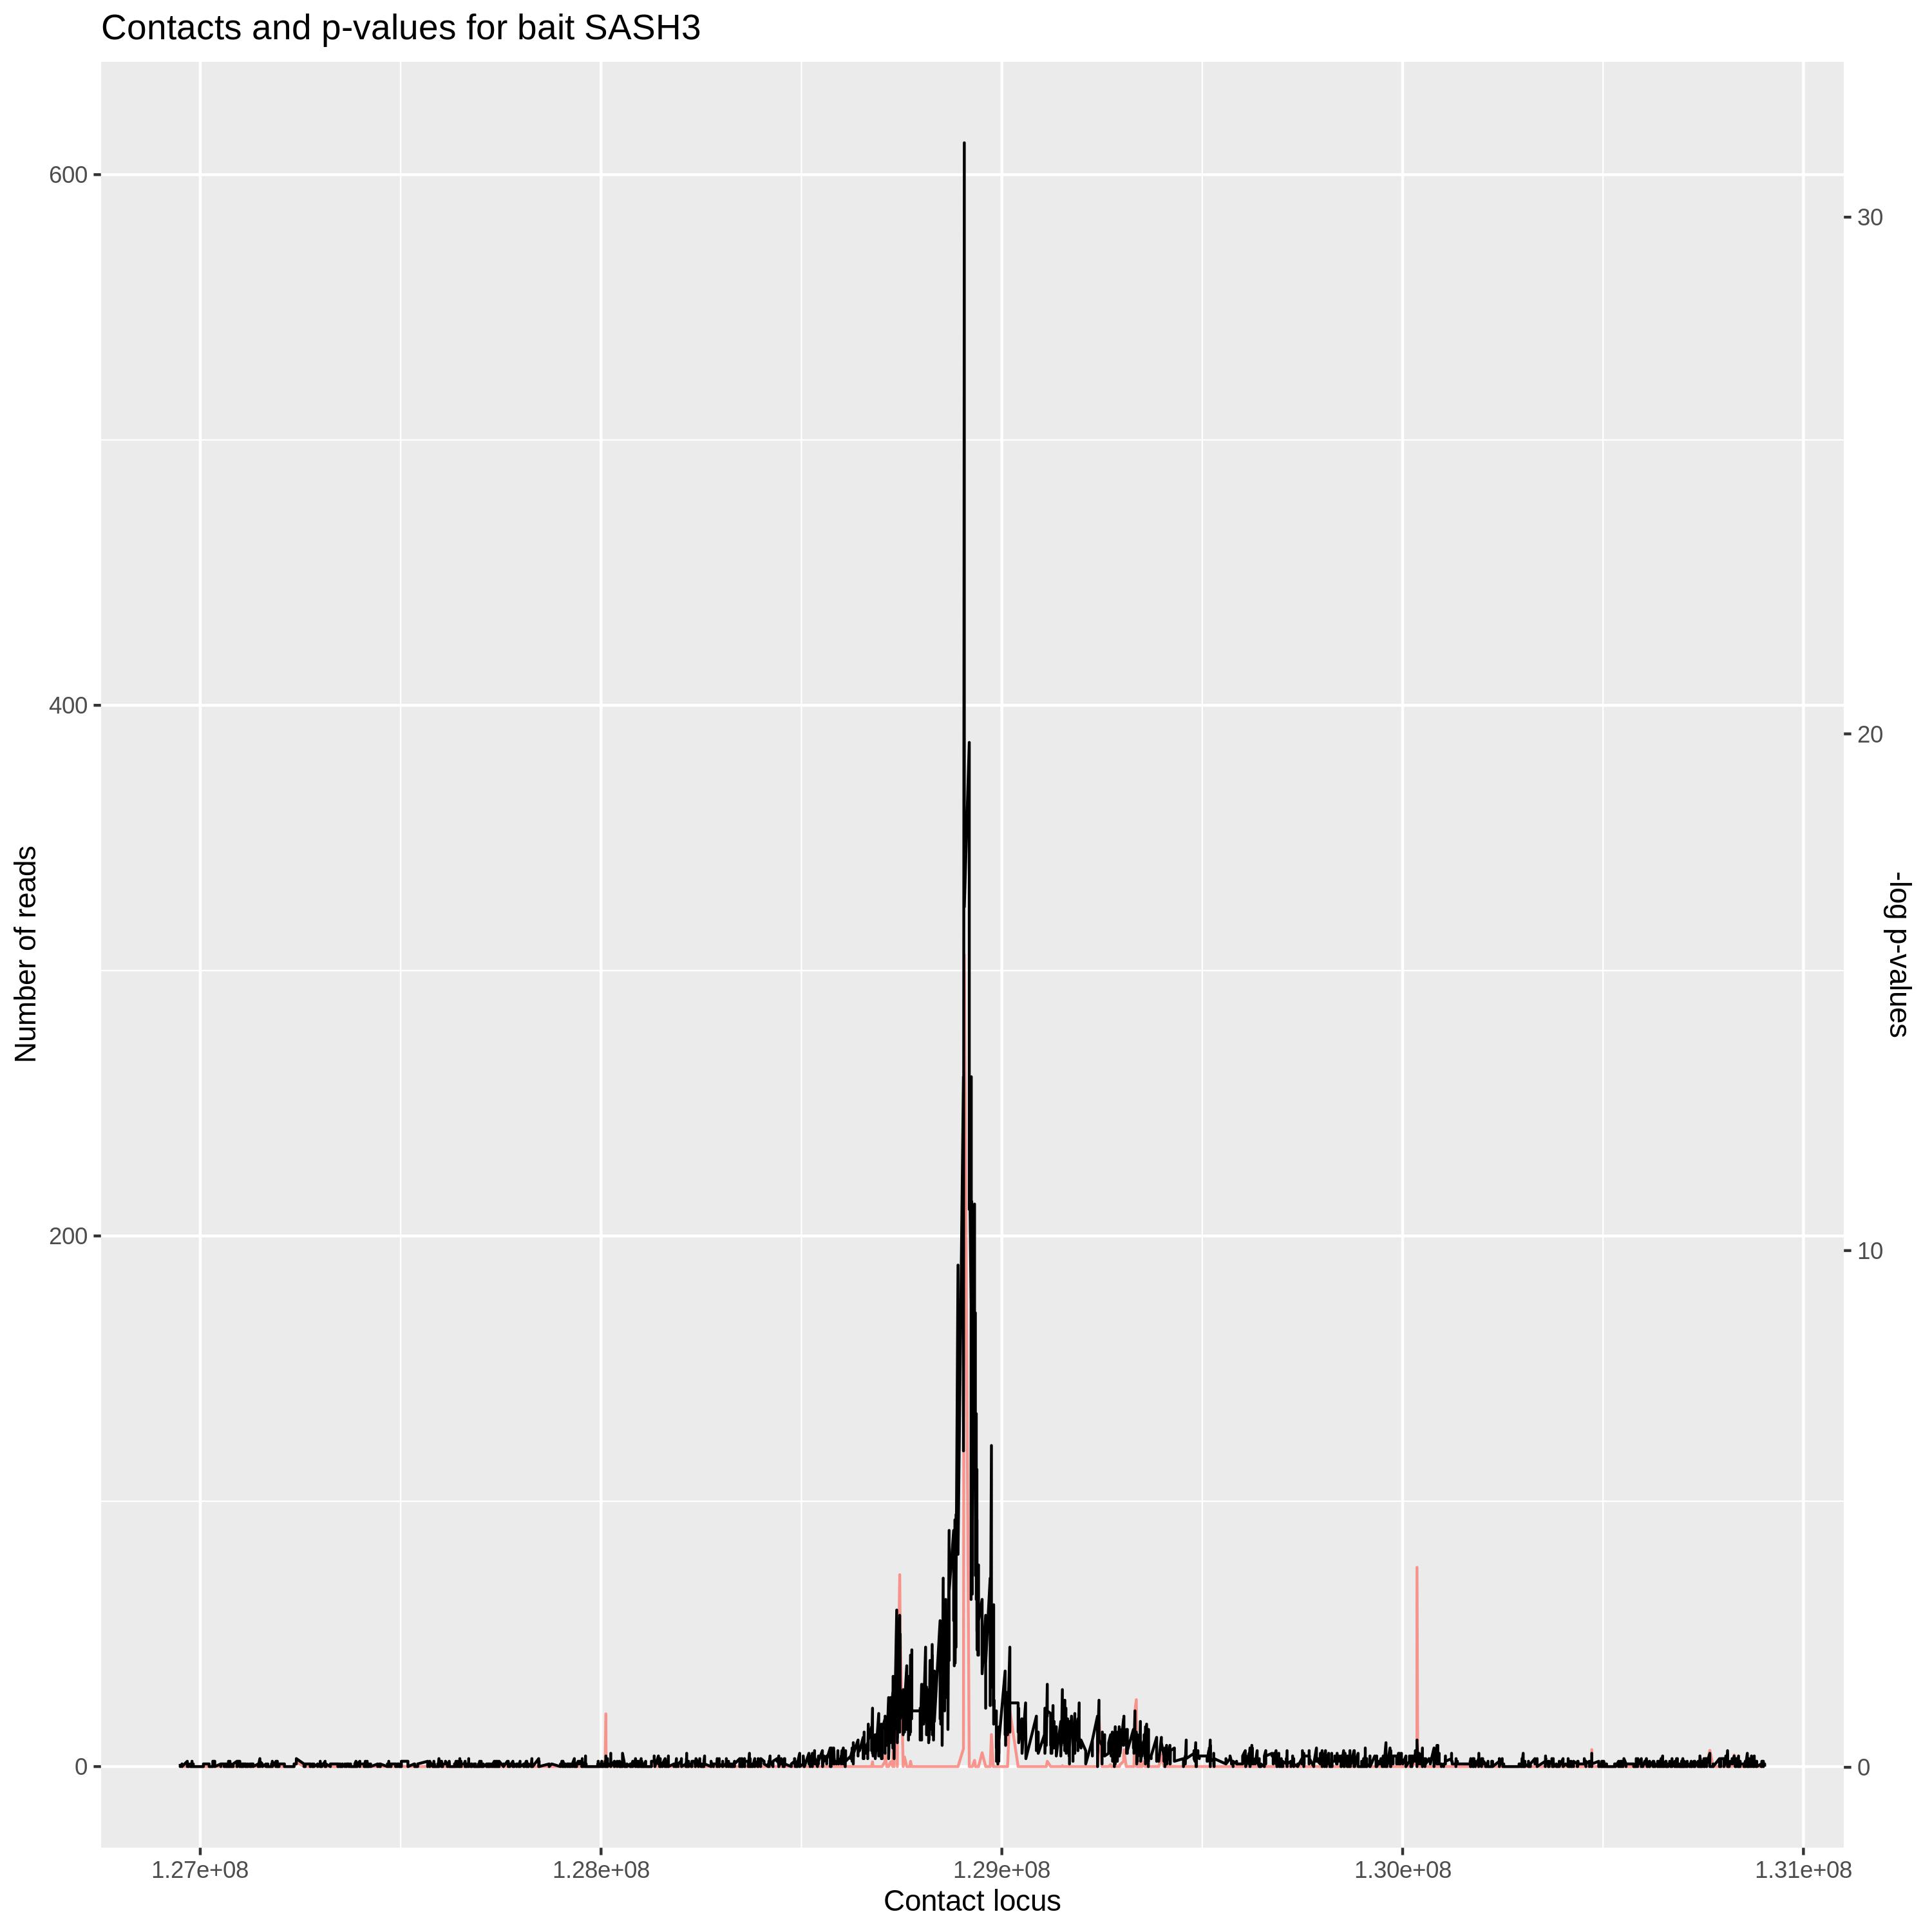 Contacts and p-values for bait SASH3
600
400
200
0
30
20
10
0
Number of reads
-log p-values
1.27e+08 1.28e+08 1.29e+08 1.30e+08 1.31e+08
Contact locus